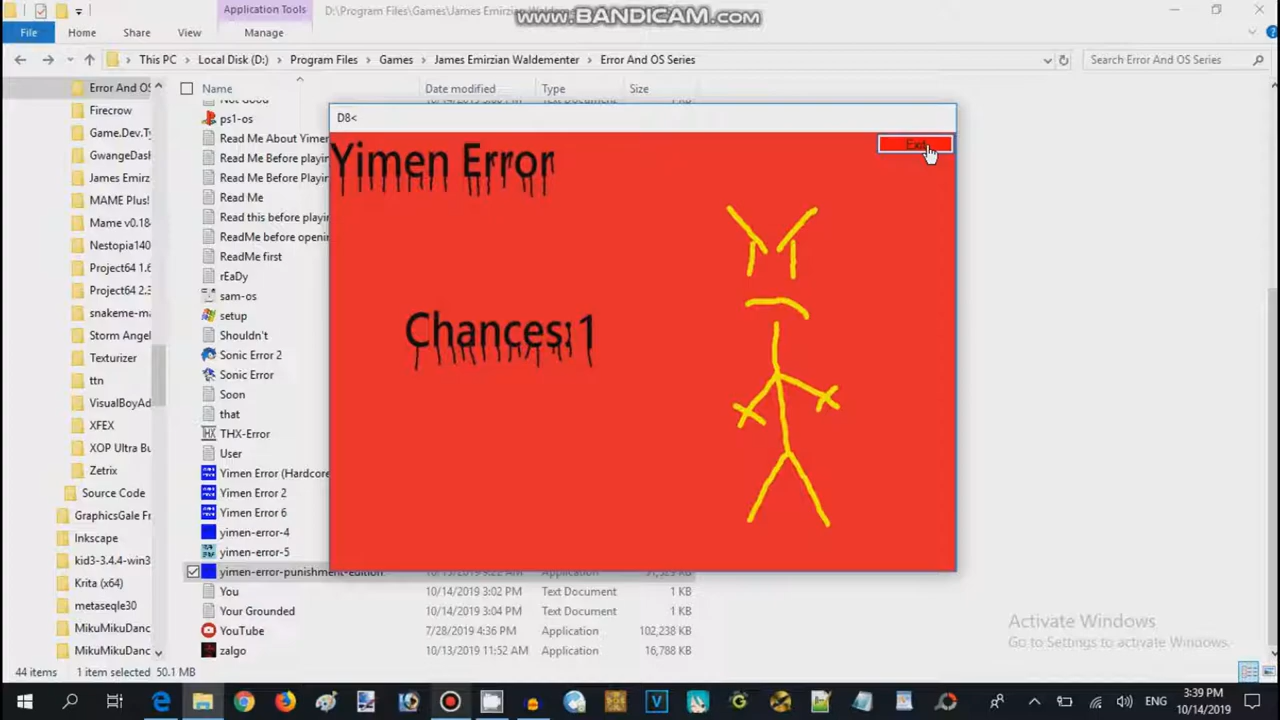 Application Tools
D:\Program Files\Games\James Emirzian Waldem
www.BANDICAM.com
File
Home
Share
View
Manage
This PC > Local Disk (D:) > Program Files > Games > James Emirzian Waldementer > Error And OS Series
Search Error And OS Series
Name
Date modified
Type
Size
Error And OS
Firecrow
Game.Dev.Ty
GwangeDash
James Emirz
MAME Plus!
Mame v0.18
Nestopia140
Project64 1.6
Project64 2.3
snakeme-ma
Storm Angel
Texturizer
ttn
VisualBoyAd
XFEX
XOP Ultra Bu
Zetrix
Source Code
GraphicsGale Fr
Inkscape
kid3-3.4.4-win3
Krita (x64)
metaseqle30
MikuMikuDanc
MikuMikuDanc
Not Good
ps1-os
Read Me About Yimen
Read Me Before playin
Read Me Before Playin
Read Me
Read this before playin
ReadMe before openin
ReadMe first
rEaDy
sam-os
setup
Shouldn't
Sonic Error 2
Sonic Error
Soon
that
THX-Error
User
Yimen Error (Hardcore
Yimen Error 2
Yimen Error 6
yimen-error-4
yimen-error-5
yimen-error-punishment-edition
You 10/14/2019 3:02 PM Text Document 1 KB
Your Grounded 10/14/2019 3:04 PM Text Document 1 KB
YouTube 7/28/2019 4:36 PM Application 102,238 KB
zalgo 10/13/2019 11:52 AM Application 16,788 KB
D8<
Yimen Error
Exit
Chances:1
Activate Windows
Go to Settings to activate Windows.
44 items
1 item selected 50.1 MB
ENG
3:39 PM
10/14/2019